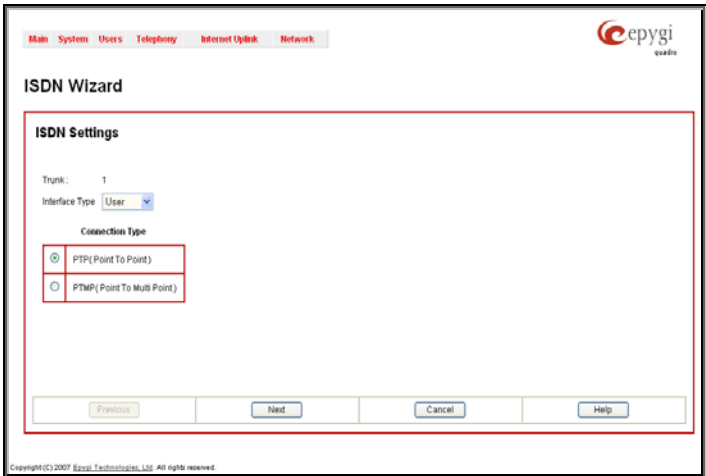 Main System Users Telephony Internet Uplink Network
epygi
quadro
ISDN Wizard
ISDN Settings
Trunk: 1
Interface Type User
Connection Type
PTP( Point To Point )
PTMP( Point To Multi Point )
Previous Next Cancel Help
Copyright (C) 2007 Epygi Technologies, Ltd. All rights reserved.